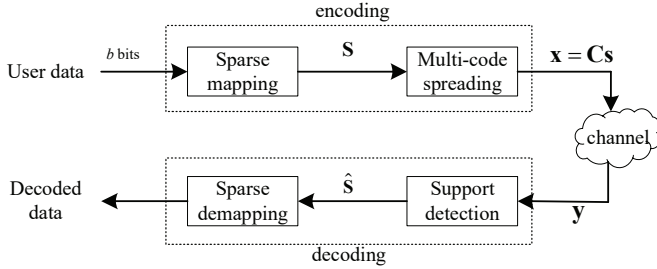 encoding
User data
b bits
Sparse
mapping
s
Multi-code
spreading
x = Cs
channel
y
Support
detection
ŝ
Sparse
demapping
Decoded
data
decoding